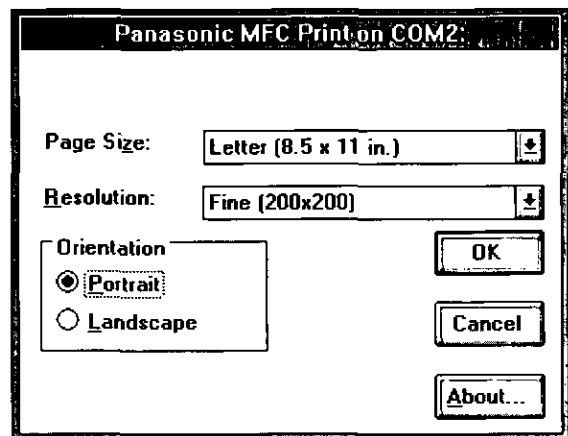 Panasonic MFC Print on COM2:
Page Size: Letter (8.5 x 11 in.)
Resolution: Fine (200x200)
Orientation
Portrait
Landscape
OK
Cancel
About...